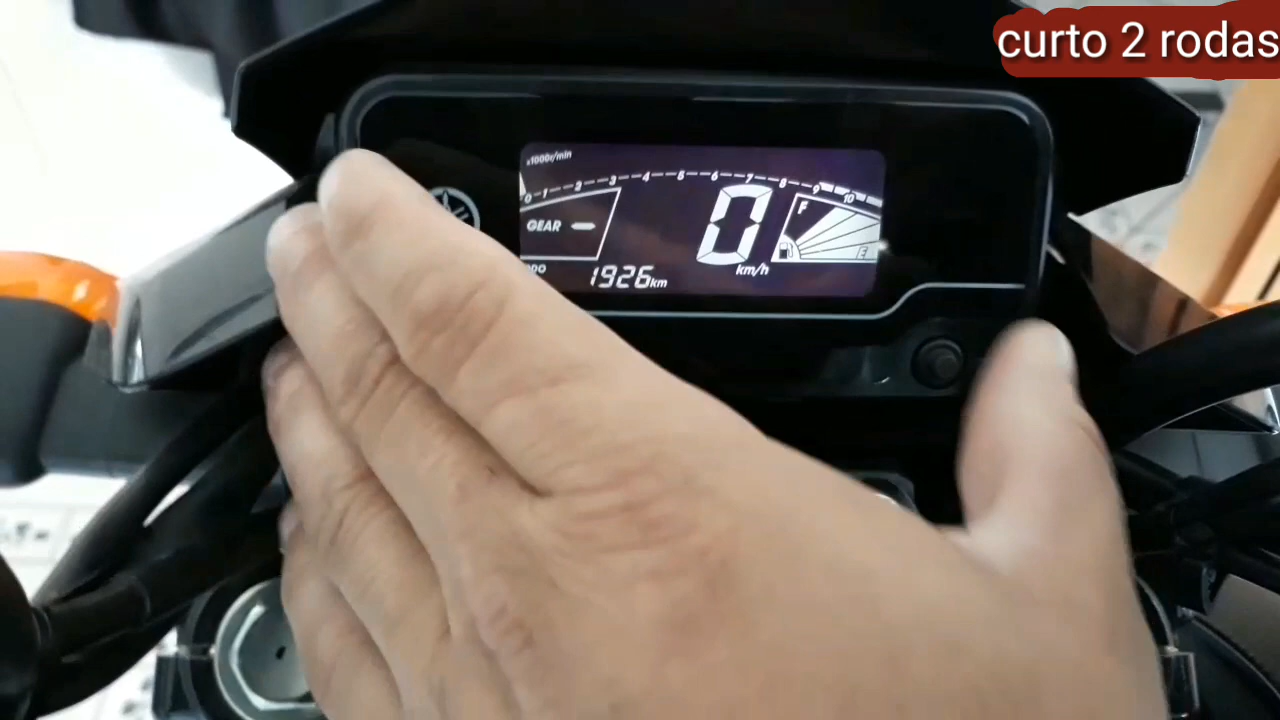 curto 2 rodas
x1000r/min
0 1 2 3 4 5 6 7 8 9 10
GEAR -
0
F
E
km/h
1926km